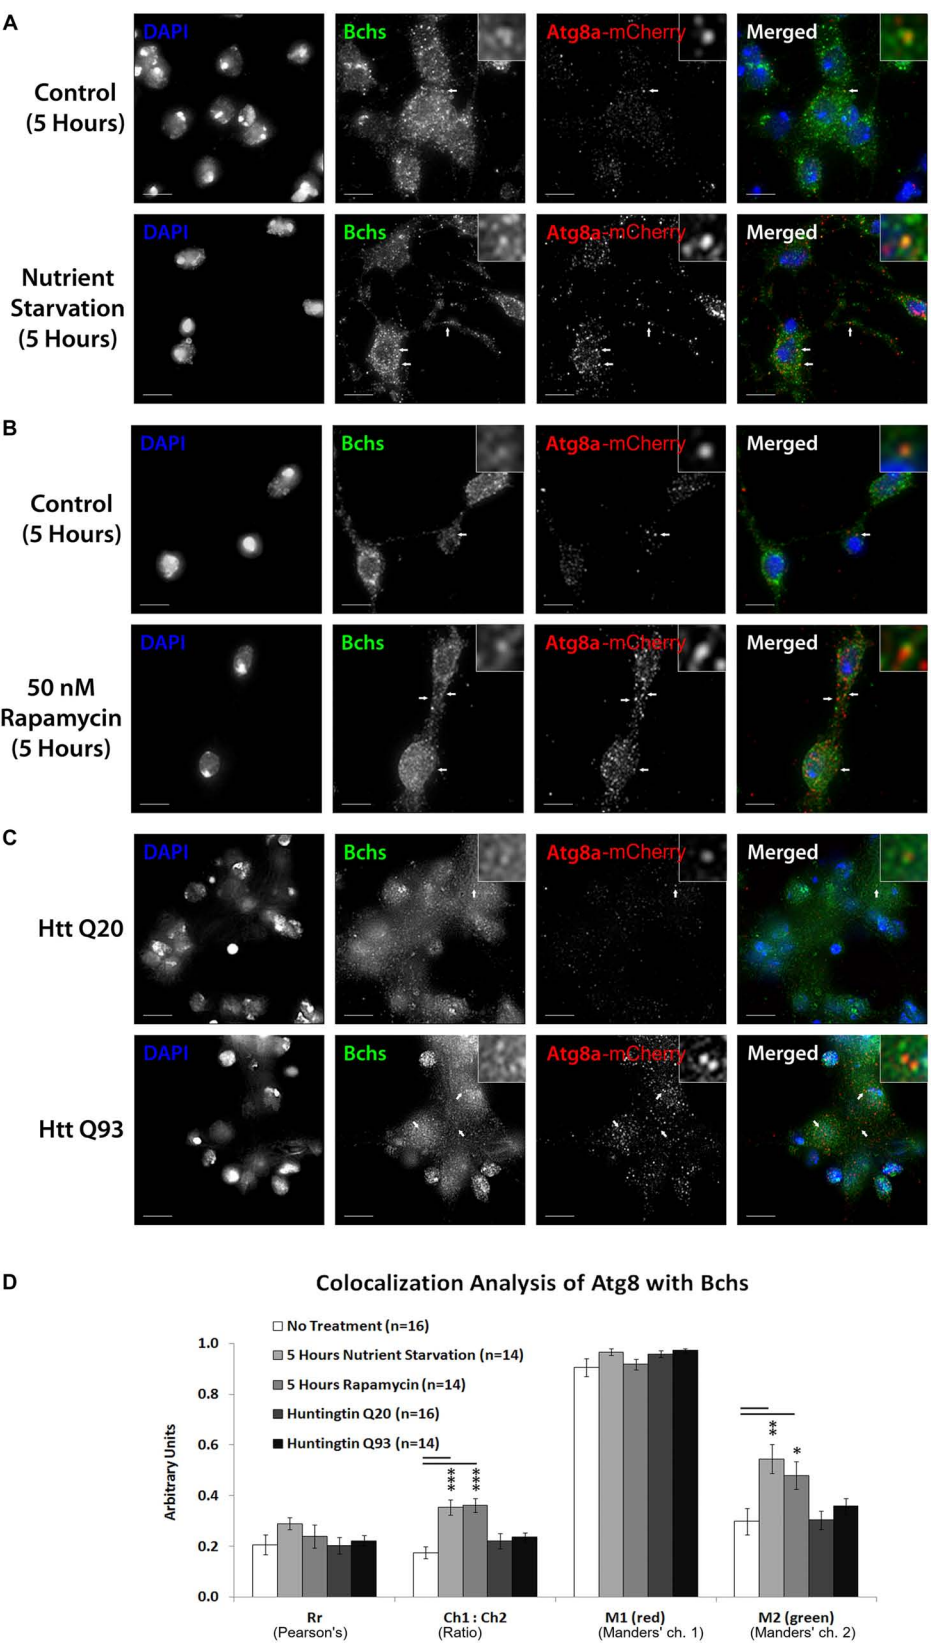 A
Control
(5 Hours)
DAPI
Bchs
Atg8a-mCherry
Merged
Nutrient
Starvation
(5 Hours)
DAPI
Bchs
Atg8a-mCherry
Merged
B
Control
(5 Hours)
DAPI
Bchs
Atg8a-mCherry
Merged
50 nM
Rapamycin
(5 Hours)
DAPI
Bchs
Atg8a-mCherry
Merged
C
Htt Q20
DAPI
Bchs
Atg8a-mCherry
Merged
Htt Q93
DAPI
Bchs
Atg8a-mCherry
Merged
D
Colocalization Analysis of Atg8 with Bchs
No Treatment (n=16)
5 Hours Nutrient Starvation (n=14)
5 Hours Rapamycin (n=14)
Huntingtin Q20 (n=16)
Huntingtin Q93 (n=14)
Arbitrary Units
1.0
0.8
0.6
0.4
0.2
0.0
***
***
**
*
Rr
(Pearson's)
Ch1 : Ch2
(Ratio)
M1 (red)
(Manders' ch. 1)
M2 (green)
(Manders' ch. 2)